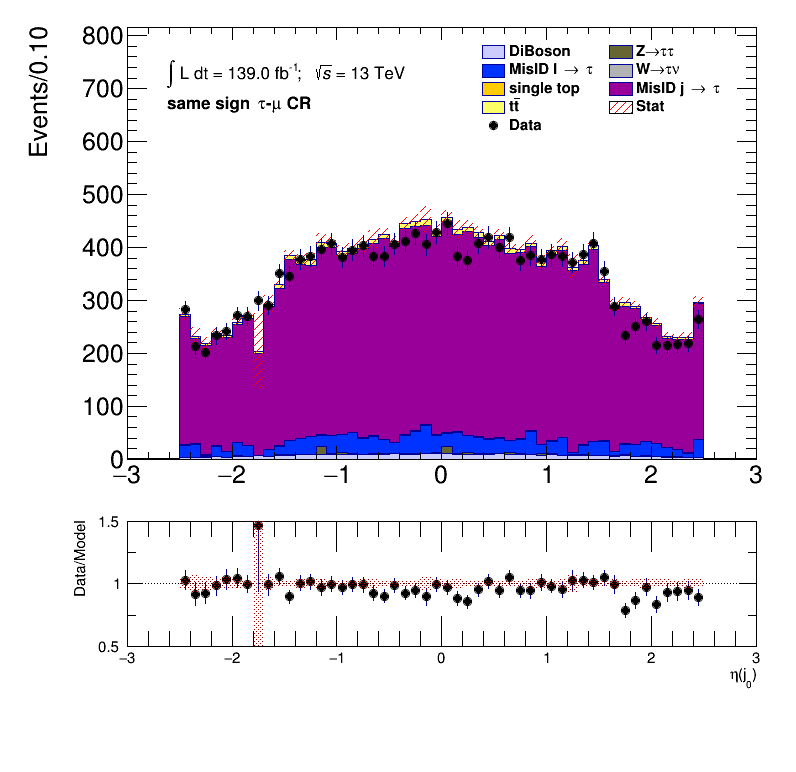 Events/0.10
800
700
600
500
400
300
200
100
0
∫ L dt = 139.0 fb⁻¹; √s = 13 TeV
same sign τ-μ CR
DiBoson
MisID l → τ
single top
tt̄
Data
Z→ττ
W→τν
MisID j → τ
Stat
−3 −2 −1 0 1 2 3
Data/Model
1.5
1
0.5
−3 −2 −1 0 1 2 3
η(j₀)